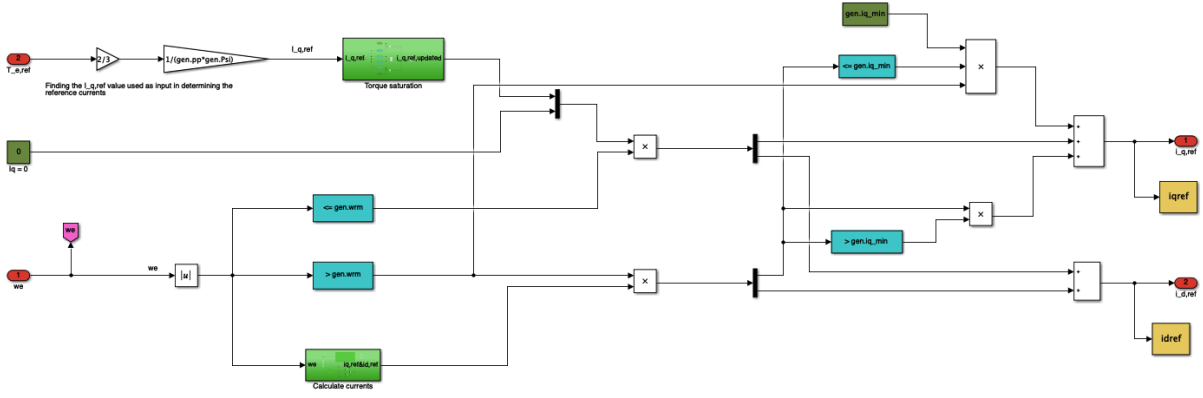 gen.iq_min
I_q,ref
2
T_e,ref
2/3
1/(gen.pp*gen.Psi)
I_q,ref
I_q,ref,updated
Torque saturation
<= gen.iq_min
×
Finding the I_q,ref value used as input in determining the
reference currents
0
Iq = 0
×
+
+
+
1
i_q,ref
iqref
<= gen.wrm
×
we
> gen.iq_min
1
we
we
|u|
> gen.wrm
×
+
+
2
i_d,ref
idref
we
iq,ref&id,ref
Calculate currents